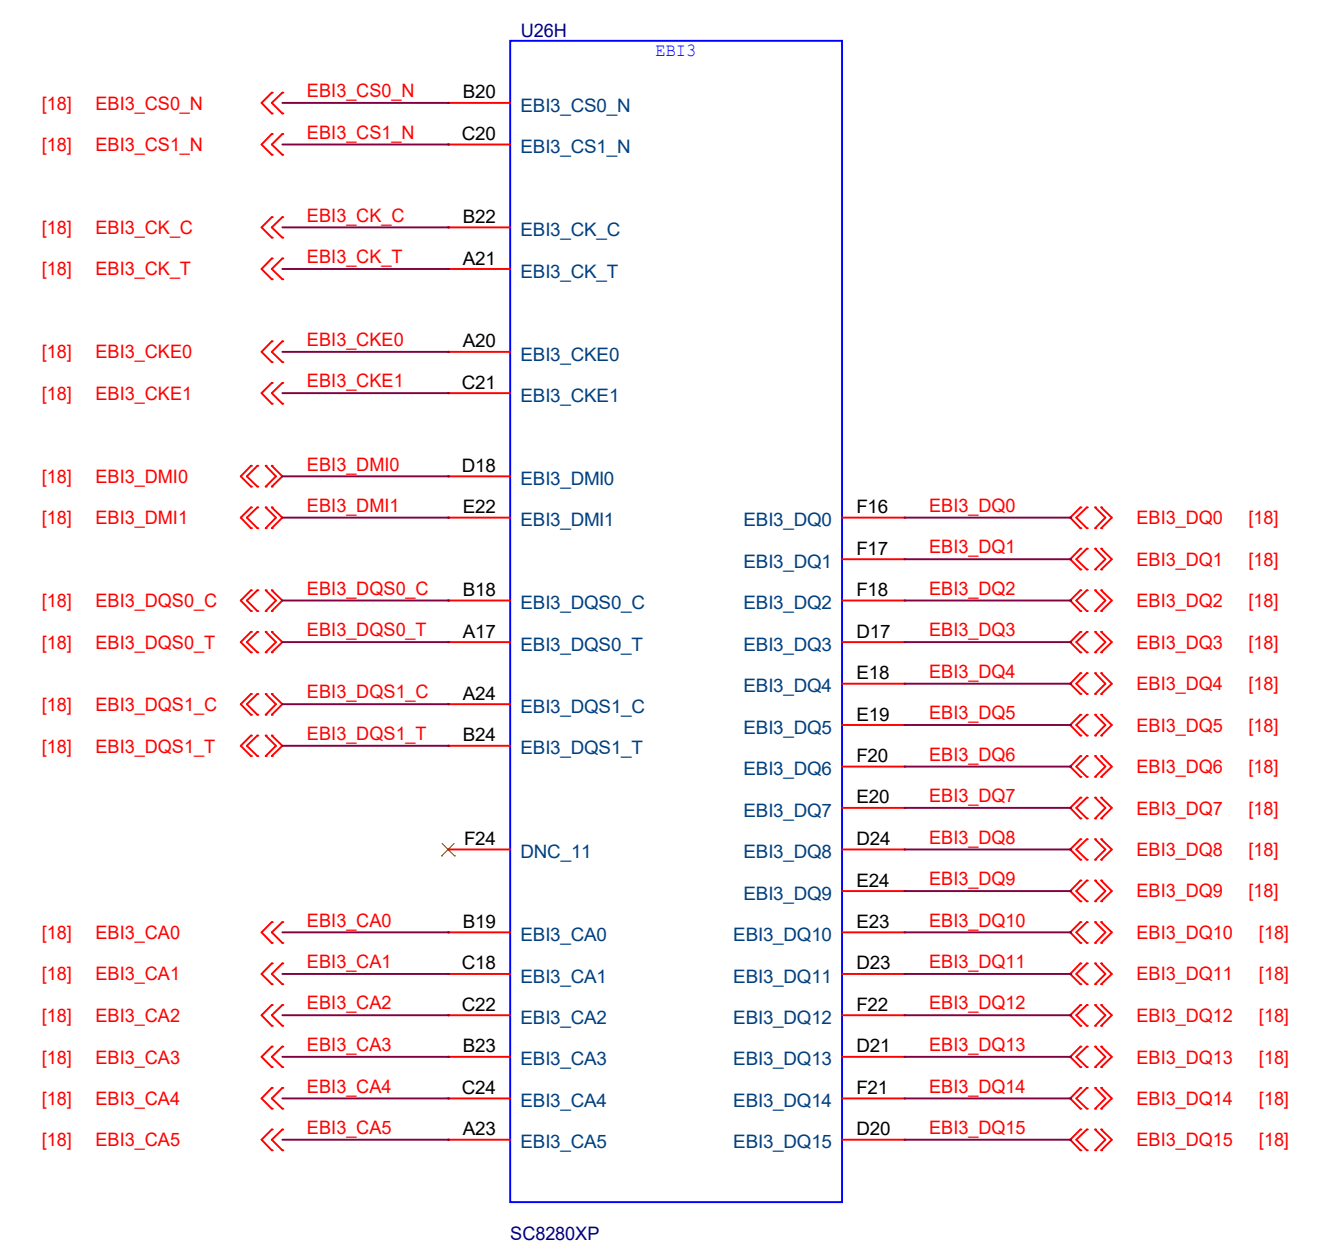 U26H
EBI3
[18] EBI3_CS0_N EBI3_CS0_N B20 EBI3_CS0_N
[18] EBI3_CS1_N EBI3_CS1_N C20 EBI3_CS1_N
[18] EBI3_CK_C EBI3_CK_C B22 EBI3_CK_C
[18] EBI3_CK_T EBI3_CK_T A21 EBI3_CK_T
[18] EBI3_CKE0 EBI3_CKE0 A20 EBI3_CKE0
[18] EBI3_CKE1 EBI3_CKE1 C21 EBI3_CKE1
[18] EBI3_DMI0 EBI3_DMI0 D18 EBI3_DMI0
[18] EBI3_DMI1 EBI3_DMI1 E22 EBI3_DMI1 EBI3_DQ0 F16 EBI3_DQ0 EBI3_DQ0 [18]
EBI3_DQ1 F17 EBI3_DQ1 EBI3_DQ1 [18]
[18] EBI3_DQS0_C EBI3_DQS0_C B18 EBI3_DQS0_C EBI3_DQ2 F18 EBI3_DQ2 EBI3_DQ2 [18]
[18] EBI3_DQS0_T EBI3_DQS0_T A17 EBI3_DQS0_T EBI3_DQ3 D17 EBI3_DQ3 EBI3_DQ3 [18]
EBI3_DQ4 E18 EBI3_DQ4 EBI3_DQ4 [18]
[18] EBI3_DQS1_C EBI3_DQS1_C A24 EBI3_DQS1_C
EBI3_DQ5 E19 EBI3_DQ5 EBI3_DQ5 [18]
[18] EBI3_DQS1_T EBI3_DQS1_T B24 EBI3_DQS1_T
EBI3_DQ6 F20 EBI3_DQ6 EBI3_DQ6 [18]
EBI3_DQ7 E20 EBI3_DQ7 EBI3_DQ7 [18]
F24 DNC_11 EBI3_DQ8 D24 EBI3_DQ8 EBI3_DQ8 [18]
EBI3_DQ9 E24 EBI3_DQ9 EBI3_DQ9 [18]
[18] EBI3_CA0 EBI3_CA0 B19 EBI3_CA0 EBI3_DQ10 E23 EBI3_DQ10 EBI3_DQ10 [18]
[18] EBI3_CA1 EBI3_CA1 C18 EBI3_CA1 EBI3_DQ11 D23 EBI3_DQ11 EBI3_DQ11 [18]
[18] EBI3_CA2 EBI3_CA2 C22 EBI3_CA2 EBI3_DQ12 F22 EBI3_DQ12 EBI3_DQ12 [18]
[18] EBI3_CA3 EBI3_CA3 B23 EBI3_CA3 EBI3_DQ13 D21 EBI3_DQ13 EBI3_DQ13 [18]
[18] EBI3_CA4 EBI3_CA4 C24 EBI3_CA4 EBI3_DQ14 F21 EBI3_DQ14 EBI3_DQ14 [18]
[18] EBI3_CA5 EBI3_CA5 A23 EBI3_CA5 EBI3_DQ15 D20 EBI3_DQ15 EBI3_DQ15 [18]
SC8280XP